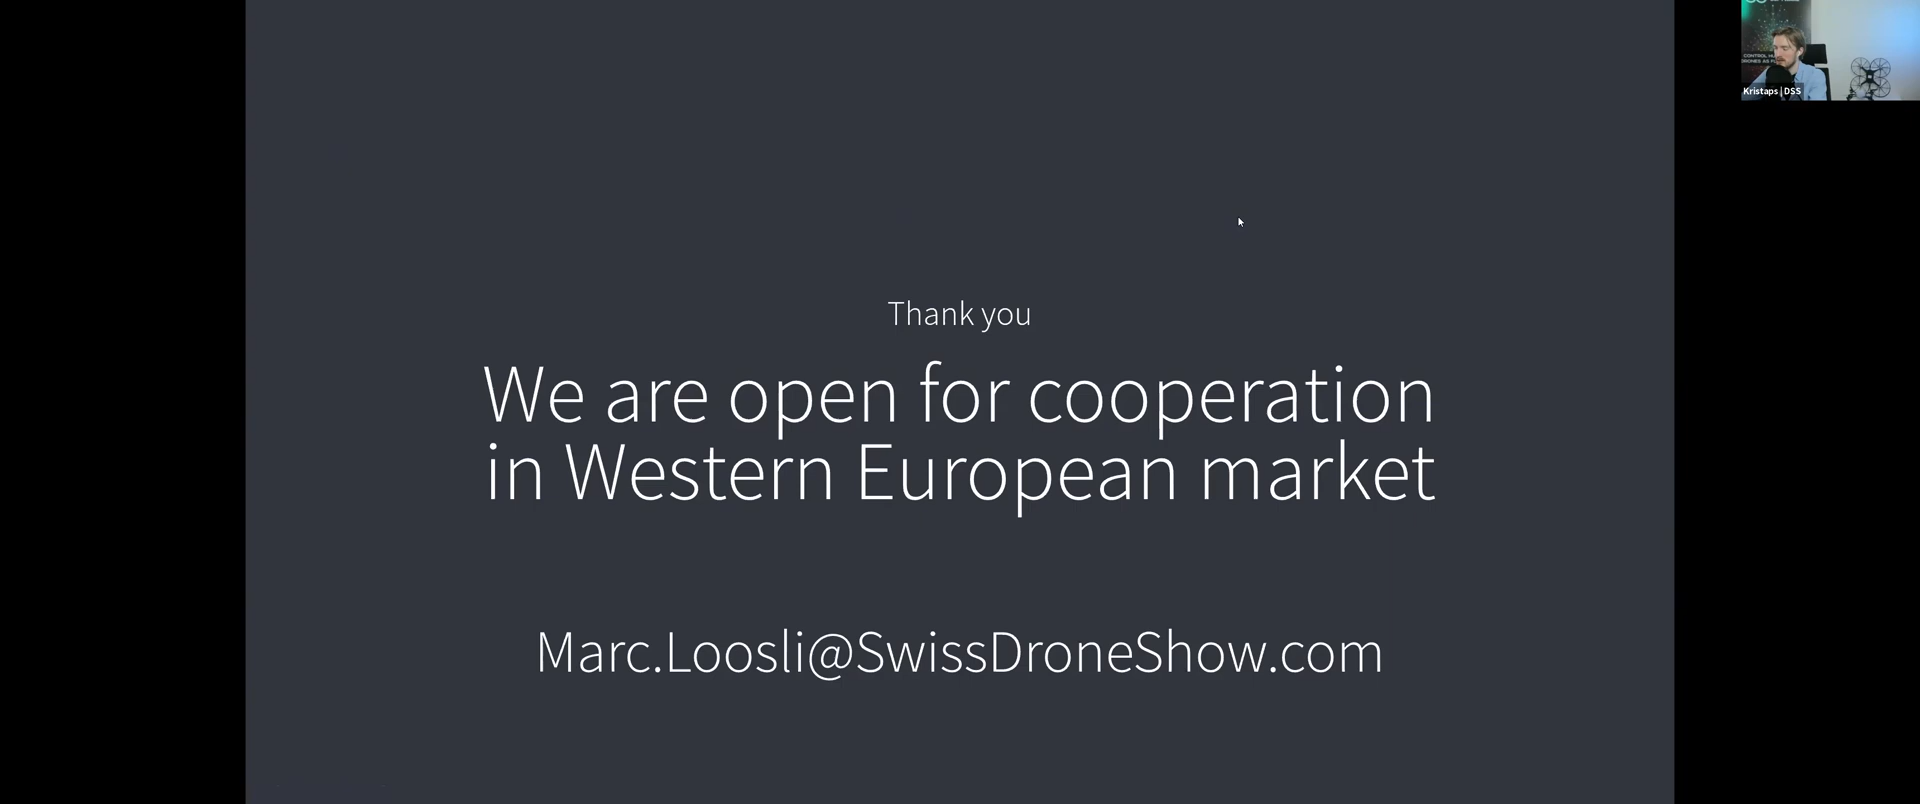 Thank you
We are open for cooperation
in Western European market
Marc.Loosli@SwissDroneShow.com
Kristaps | DSS